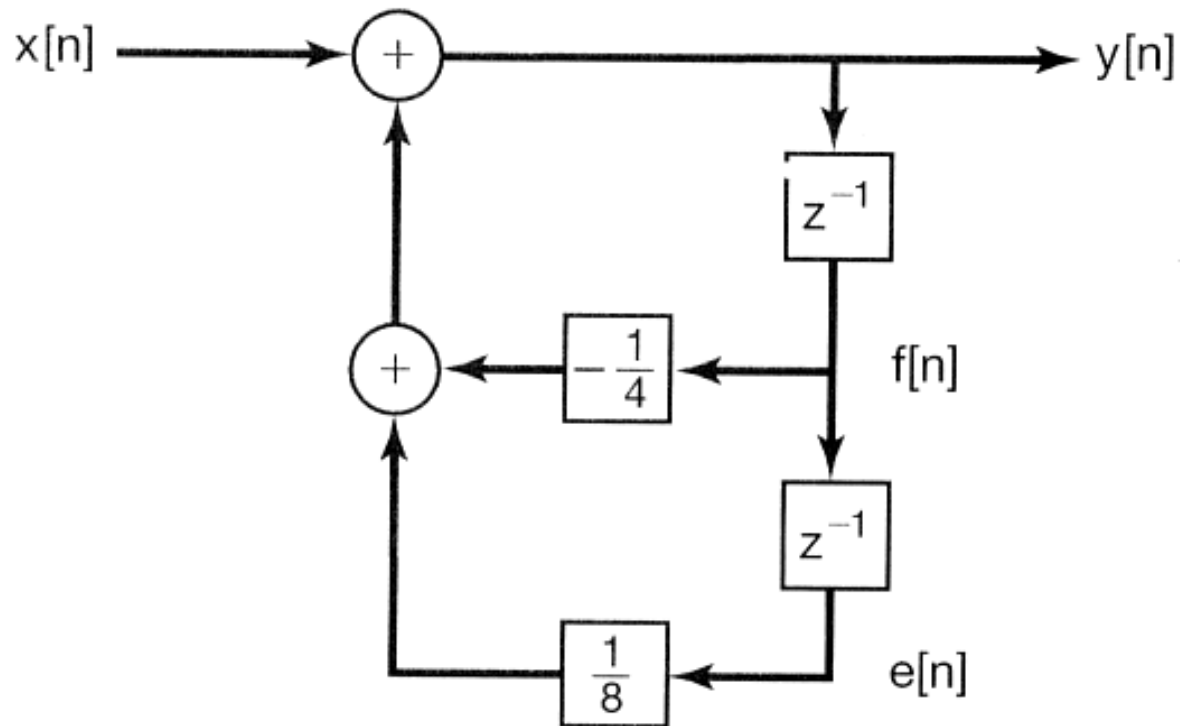 x[n] + y[n]
z⁻¹
+ −1/4 f[n]
z⁻¹
1/8 e[n]